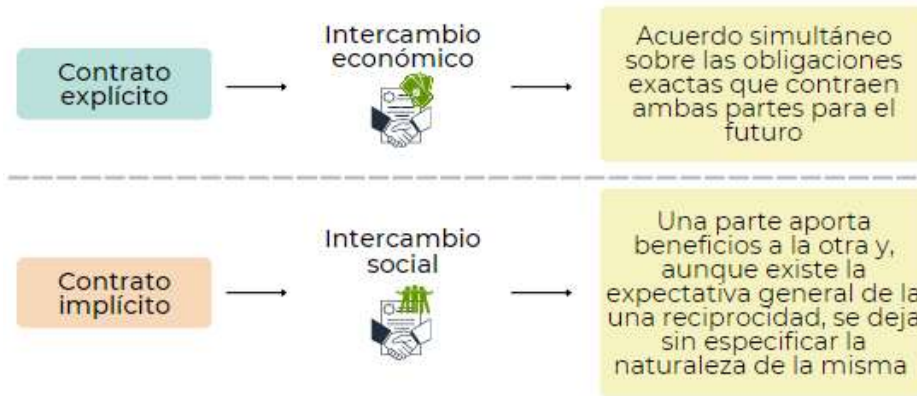 Contrato
explícito
Intercambio
económico
Acuerdo simultáneo
sobre las obligaciones
exactas que contraen
ambas partes para el
futuro
Contrato
implícito
Intercambio
social
Una parte aporta
beneficios a la otra y,
aunque existe la
expectativa general de la
una reciprocidad, se deja
sin especificar la
naturaleza de la misma